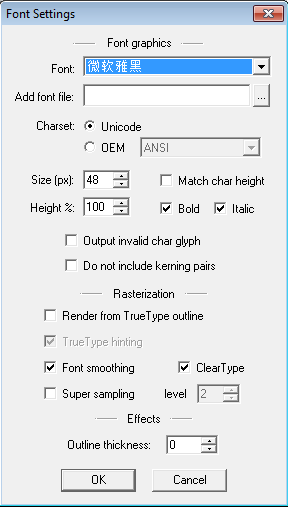 Font Settings
Font graphics
Font: 微软雅黑
Add font file: ...
Charset: Unicode
OEM ANSI
Size (px): 48 Match char height
Height %: 100 Bold Italic
Output invalid char glyph
Do not include kerning pairs
Rasterization
Render from TrueType outline
TrueType hinting
Font smoothing ClearType
Super sampling level 2
Effects
Outline thickness: 0
OK Cancel